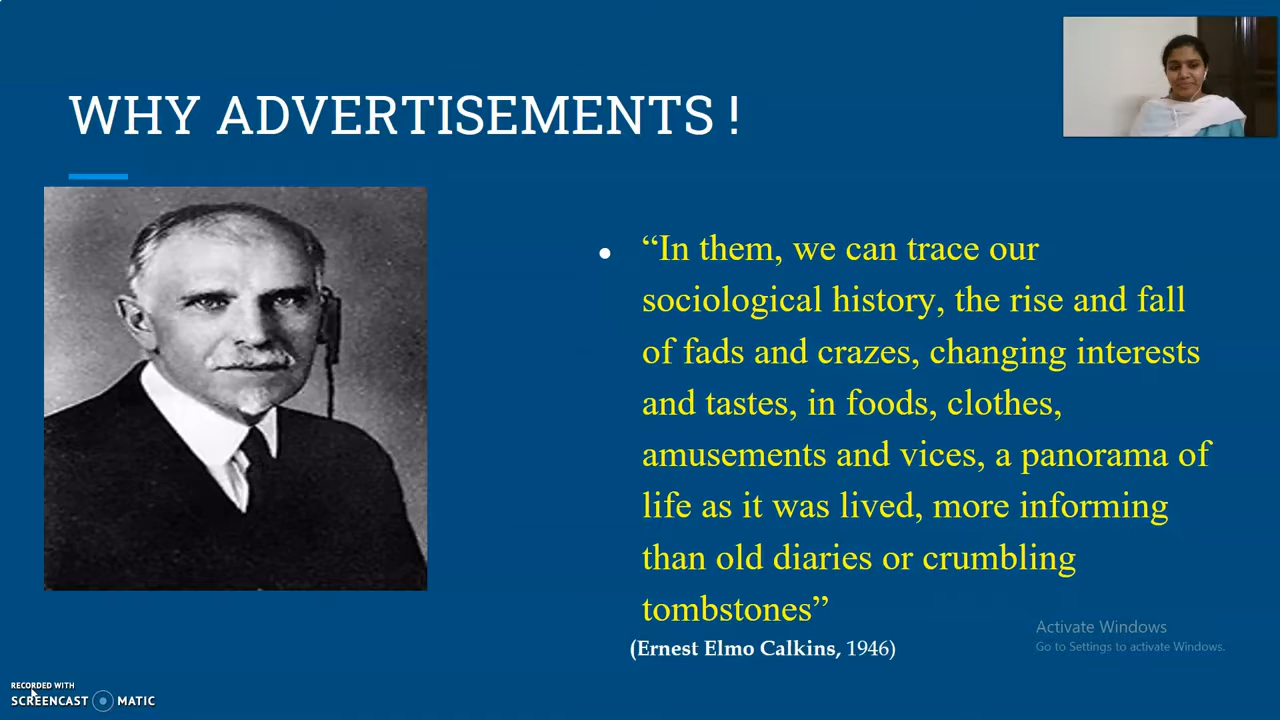 WHY ADVERTISEMENTS !
● “In them, we can trace our
sociological history, the rise and fall
of fads and crazes, changing interests
and tastes, in foods, clothes,
amusements and vices, a panorama of
life as it was lived, more informing
than old diaries or crumbling
tombstones”
(Ernest Elmo Calkins, 1946)
Activate Windows
Go to Settings to activate Windows.
RECORDED WITH
SCREENCAST MATIC